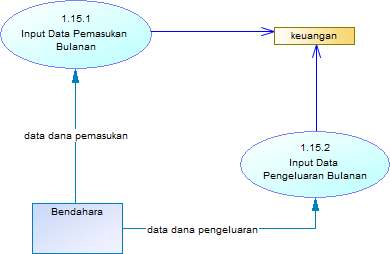 1.15.1
Input Data Pemasukan
Bulanan
keuangan
data dana pemasukan
1.15.2
Input Data
Pengeluaran Bulanan
Bendahara
data dana pengeluaran